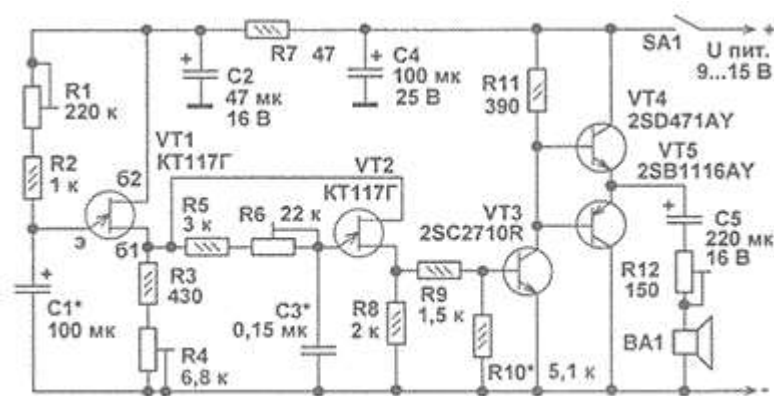 R1
220 к
R2
1 к
+
C1*
100 мк
VT1
КТ117Г
б2
э
б1
R3
430
R4
6,8 к
+
C2
47 мк
16 В
R7 47
+
C4
100 мк
25 В
R5
3 к
R6
22 к
C3*
0,15 мк
VT2
КТ117Г
R8
2 к
R9
1,5 к
R10* 5,1 к
VT3
2SC2710R
R11
390
SA1
+
U пит.
9...15 В
VT4
2SD471AY
VT5
2SB1116AY
+
C5
220 мк
16 В
R12
150
BA1
-